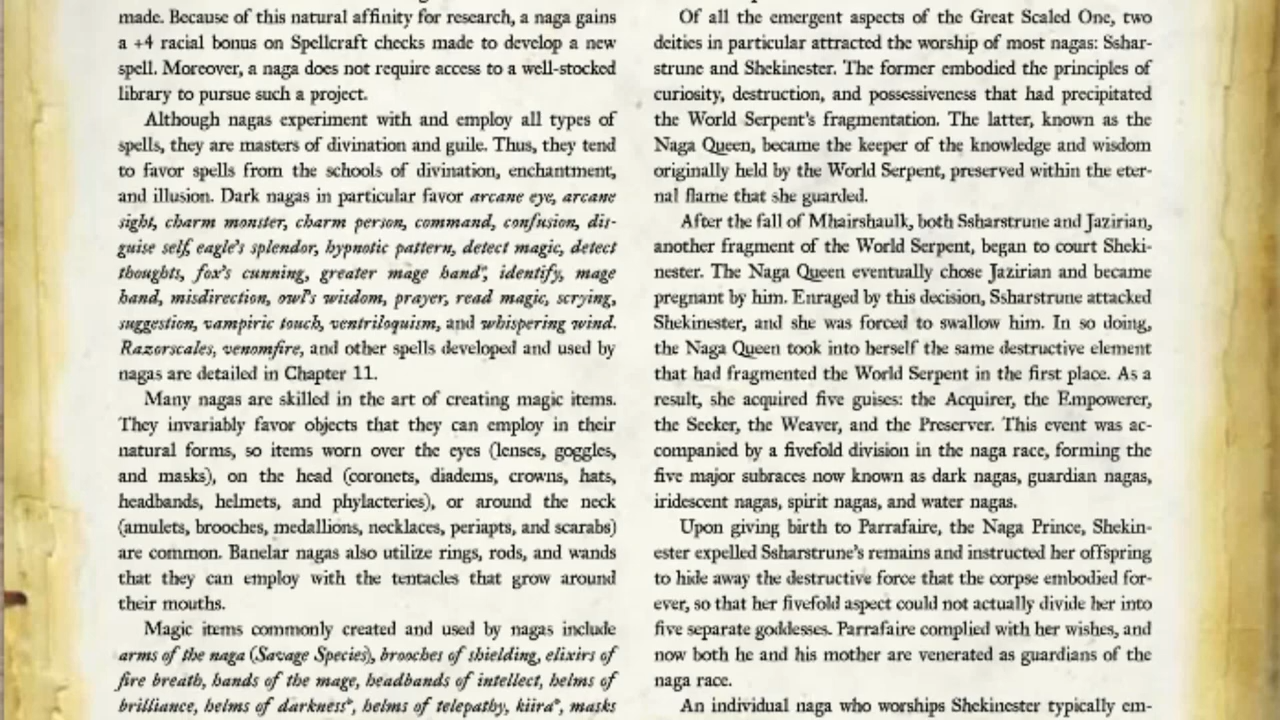 made. Because of this natural affinity for research, a naga gains
a +4 racial bonus on Spellcraft checks made to develop a new
spell. Moreover, a naga does not require access to a well-stocked
library to pursue such a project.
Although nagas experiment with and employ all types of
spells, they are masters of divination and guile. Thus, they tend
to favor spells from the schools of divination, enchantment,
and illusion. Dark nagas in particular favor arcane eye, arcane
sight, charm monster, charm person, command, confusion, dis-
guise self, eagle's splendor, hypnotic pattern, detect magic, detect
thoughts, fox's cunning, greater mage hand*, identify, mage
hand, misdirection, owl's wisdom, prayer, read magic, scrying,
suggestion, vampiric touch, ventriloquism, and whispering wind.
Razorscales, venomfire, and other spells developed and used by
nagas are detailed in Chapter 11.
Many nagas are skilled in the art of creating magic items.
They invariably favor objects that they can employ in their
natural forms, so items worn over the eyes (lenses, goggles,
and masks), on the head (coronets, diadems, crowns, hats,
headbands, helmets, and phylacteries), or around the neck
(amulets, brooches, medallions, necklaces, periapts, and scarabs)
are common. Banelar nagas also utilize rings, rods, and wands
that they can employ with the tentacles that grow around
their mouths.
Magic items commonly created and used by nagas include
arms of the naga (Savage Species), brooches of shielding, elixirs of
fire breath, hands of the mage, headbands of intellect, helms of
brilliance, helms of darkness*, helms of telepathy, kiira*, masks
Of all the emergent aspects of the Great Scaled One, two
deities in particular attracted the worship of most nagas: Sshar-
strune and Shekinester. The former embodied the principles of
curiosity, destruction, and possessiveness that had precipitated
the World Serpent's fragmentation. The latter, known as the
Naga Queen, became the keeper of the knowledge and wisdom
originally held by the World Serpent, preserved within the eter-
nal flame that she guarded.
After the fall of Mhairshaulk, both Ssharstrune and Jazirian,
another fragment of the World Serpent, began to court Sheki-
nester. The Naga Queen eventually chose Jazirian and became
pregnant by him. Enraged by this decision, Ssharstrune attacked
Shekinester, and she was forced to swallow him. In so doing,
the Naga Queen took into herself the same destructive element
that had fragmented the World Serpent in the first place. As a
result, she acquired five guises: the Acquirer, the Empowerer,
the Seeker, the Weaver, and the Preserver. This event was ac-
companied by a fivefold division in the naga race, forming the
five major subraces now known as dark nagas, guardian nagas,
iridescent nagas, spirit nagas, and water nagas.
Upon giving birth to Parrafaire, the Naga Prince, Shekin-
ester expelled Ssharstrune's remains and instructed her offspring
to hide away the destructive force that the corpse embodied for-
ever, so that her fivefold aspect could not actually divide her into
five separate goddesses. Parrafaire complied with her wishes, and
now both he and his mother are venerated as guardians of the
naga race.
An individual naga who worships Shekinester typically em-